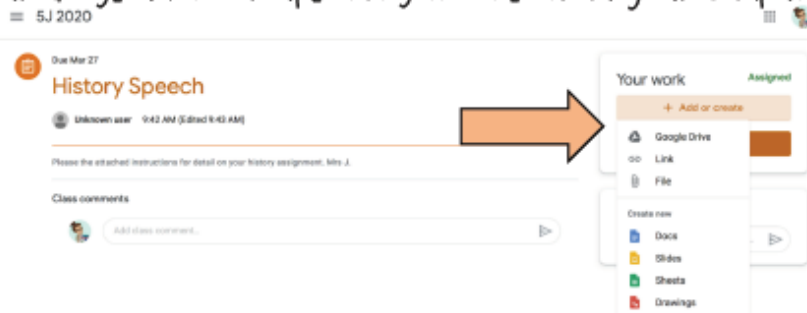 5J 2020
Due Mar 27
History Speech
Unknown user 9:42 AM (Edited 9:43 AM)
Please the attached instructions for detail on your history assignment. Mrs J.
Class comments
Add class comment...
Your work Assigned
+ Add or create
Google Drive
Link
File
Create new
Docs
Slides
Sheets
Drawings